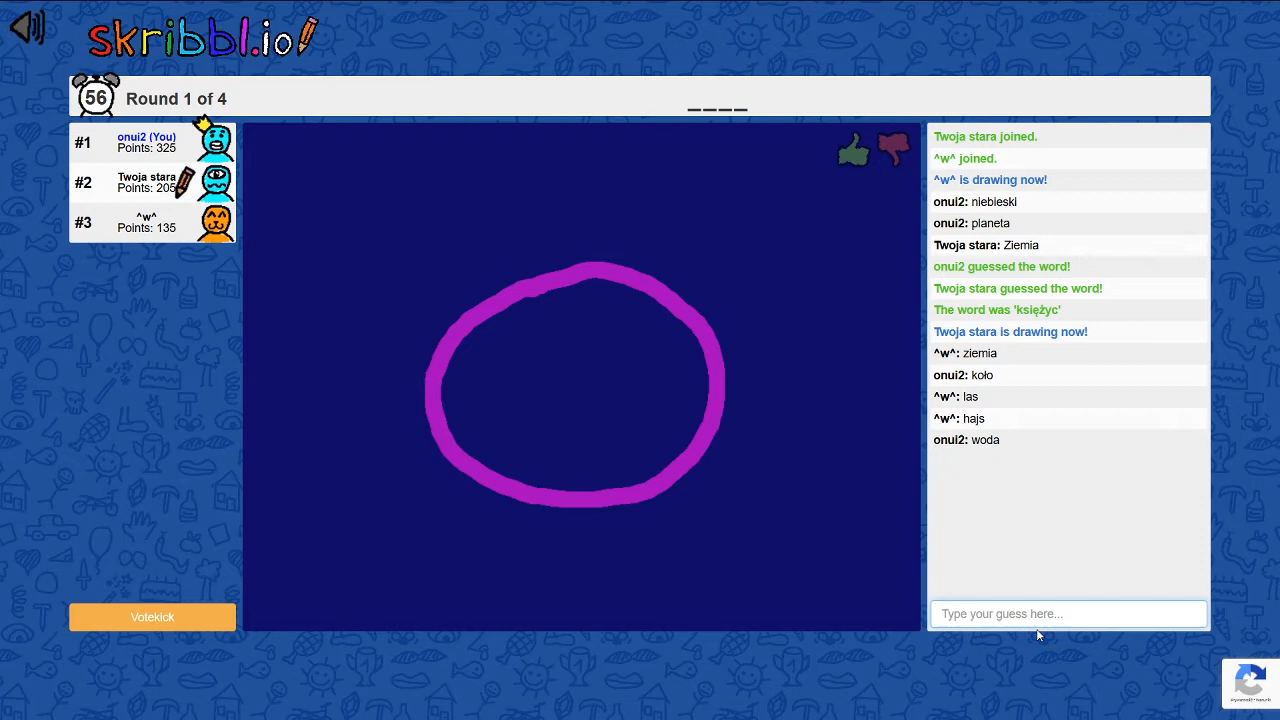 skribbl.io
56
Round 1 of 4
_ _ _ _
#1
onui2 (You)
Points: 325
#2
Twoja stara
Points: 205
#3
^w^
Points: 135
Votekick
Twoja stara joined.
^w^ joined.
^w^ is drawing now!
onui2: niebieski
onui2: planeta
Twoja stara: Ziemia
onui2 guessed the word!
Twoja stara guessed the word!
The word was 'księżyc'
Twoja stara is drawing now!
^w^: ziemia
onui2: koło
^w^: las
^w^: hajs
onui2: woda
Type your guess here...